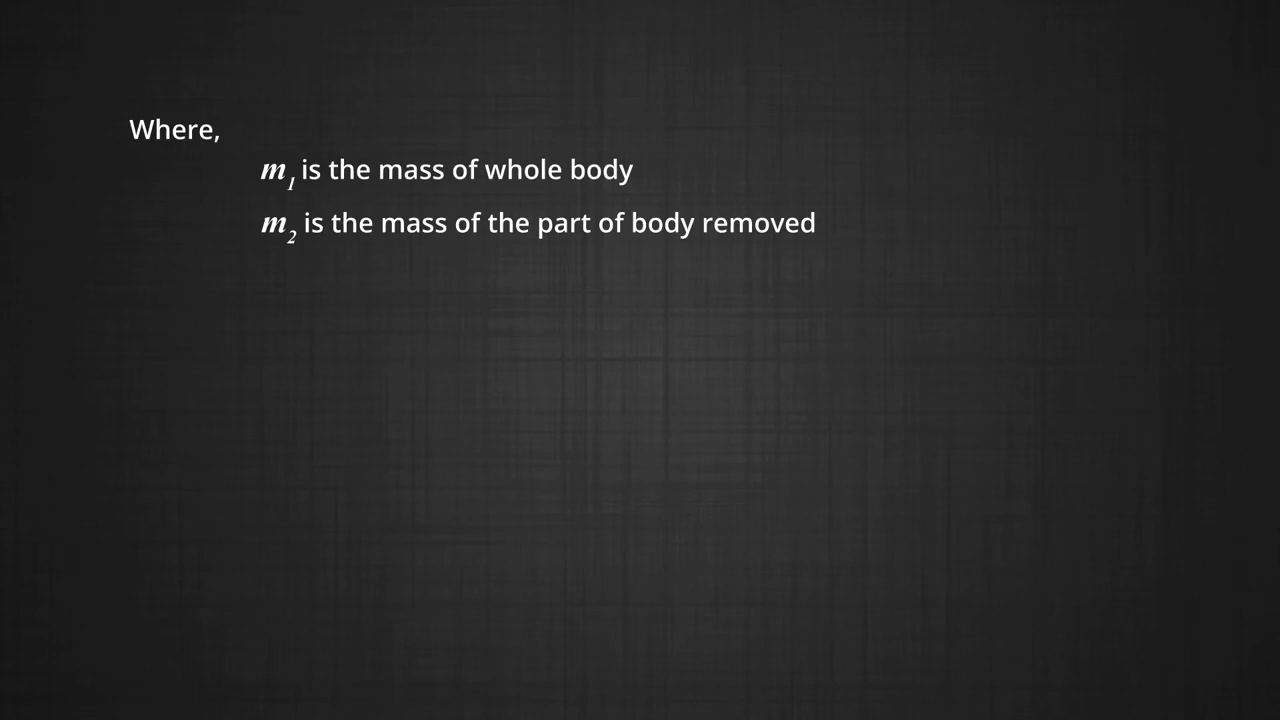 Where,
m₁ is the mass of whole body
m₂ is the mass of the part of body removed